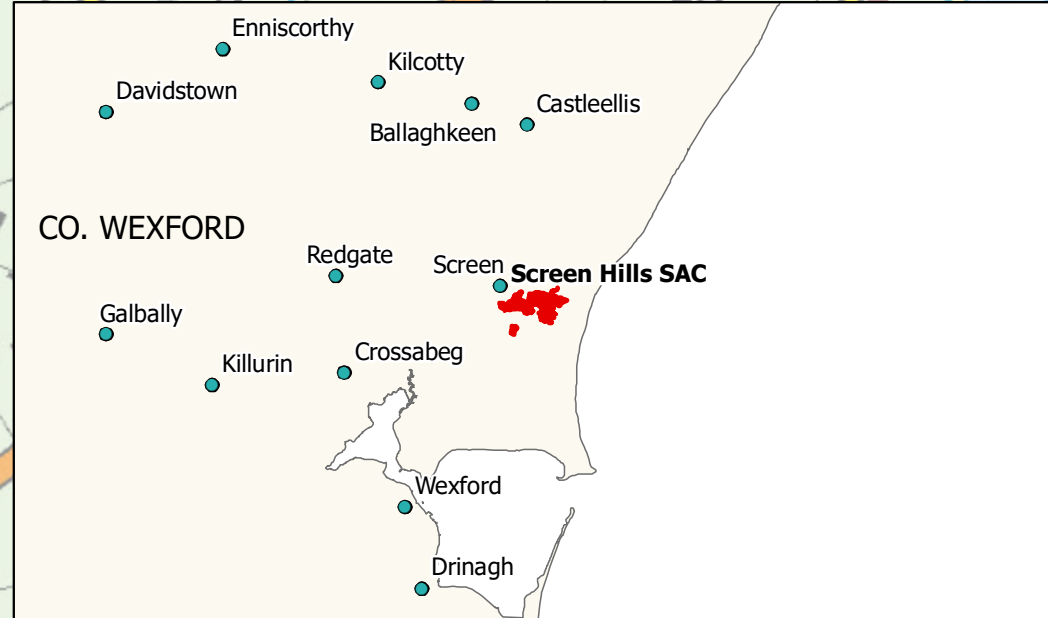 Enniscorthy
Kilcotty
Davidstown
Castleellis
Ballaghkeen
CO. WEXFORD
Redgate
Screen
Screen Hills SAC
Galbally
Crossabeg
Killurin
Wexford
Drinagh